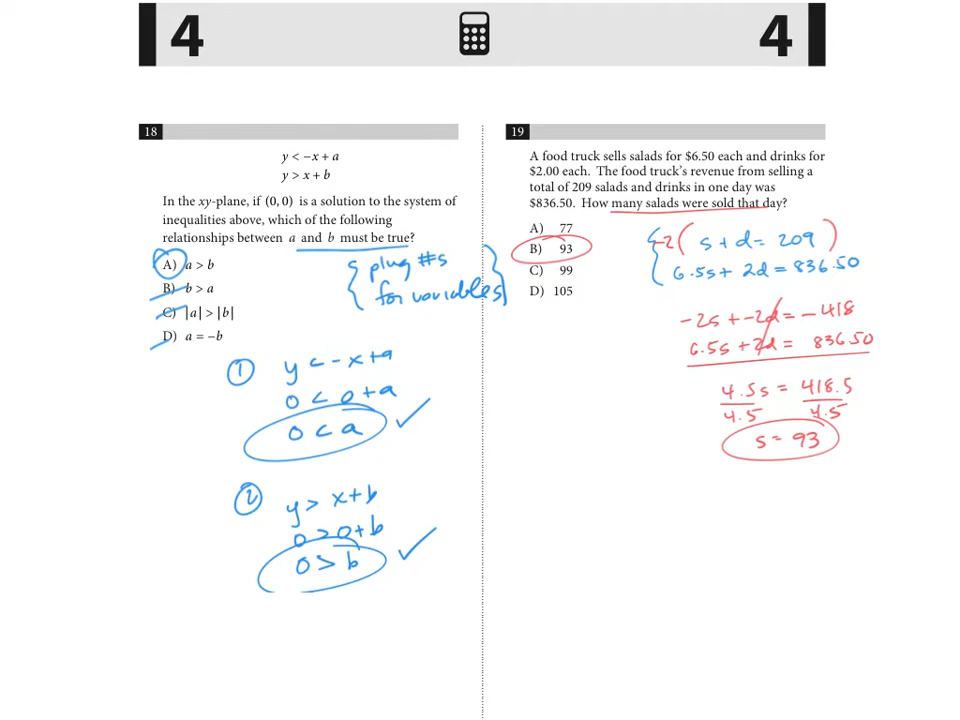 4 4
18
y < −x + a
y > x + b
In the xy-plane, if (0, 0) is a solution to the system of
inequalities above, which of the following
relationships between a and b must be true?
A) a > b
B) b > a
C) |a| > |b|
D) a = −b
{ plug #s
for variables }
① y < -x+a
0 < 0+a
0 < a ✓
② y > x+b
0 > 0+b
0 > b ✓
19
A food truck sells salads for $6.50 each and drinks for
$2.00 each. The food truck’s revenue from selling a
total of 209 salads and drinks in one day was
$836.50. How many salads were sold that day?
A) 77
B) 93
C) 99
D) 105
-2( s + d = 209 )
6.5s + 2d = 836.50
-2s + -2d = -418
6.5s + 2d = 836.50
4.5s = 418.5
4.5 4.5
s = 93